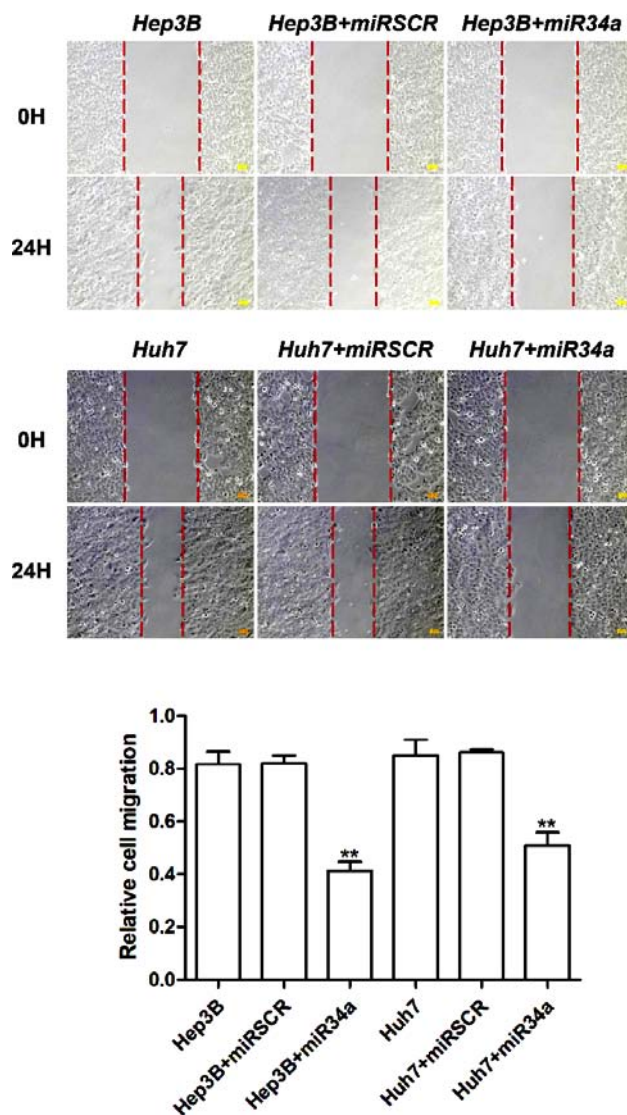 Hep3B Hep3B+miRSCR Hep3B+miR34a
0H
24H
Huh7 Huh7+miRSCR Huh7+miR34a
0H
24H
Relative cell migration
1.0
0.8
0.6
0.4
0.2
0.0
**
**
Hep3B
Hep3B+miRSCR
Hep3B+miR34a
Huh7
Huh7+miRSCR
Huh7+miR34a